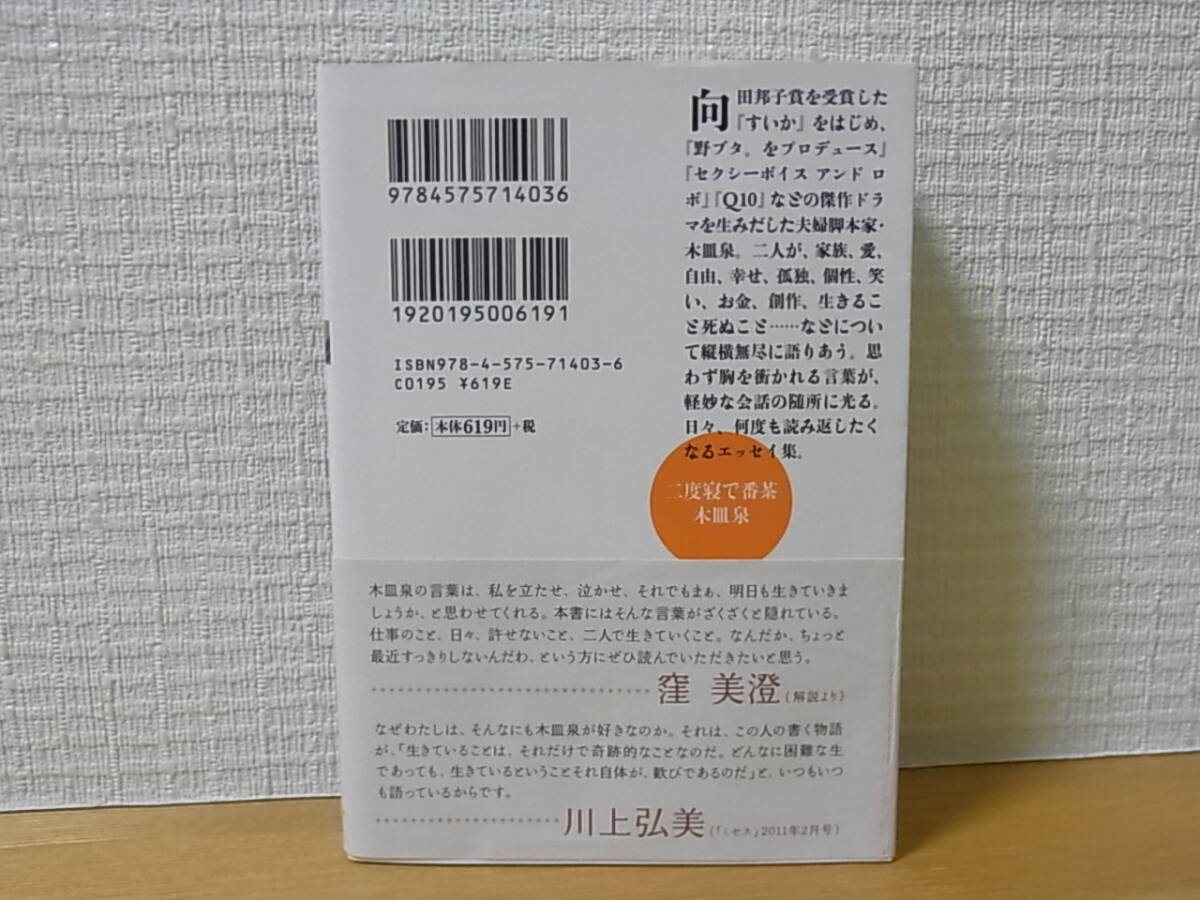 9784575714036
1920195006191
ISBN978-4-575-71403-6
C0195 ¥619E
定価：本体619円+税
向田邦子賞を受賞した
『すいか』をはじめ、
『野ブタ。をプロデュース』
『セクシーボイス アンド ロ
ボ』『Q10』などの傑作ドラ
マを生みだした夫婦脚本家・
木皿泉。二人が、家族、愛、
自由、幸せ、孤独、個性、笑
い、お金、創作、生きるこ
と死ぬこと……などについ
て縦横無尽に語りあう。思
わず胸を衝かれる言葉が、
軽妙な会話の随所に光る。
日々、何度も読み返したく
なるエッセイ集。
二度寝で番茶
木皿泉
木皿泉の言葉は、私を立たせ、泣かせ、それでもまぁ、明日も生きていきま
しょうか、と思わせてくれる。本書にはそんな言葉がざくざくと隠れている。
仕事のこと、日々、許せないこと、二人で生きていくこと。なんだか、ちょっと
最近すっきりしないんだわ、という方にぜひ読んでいただきたいと思う。
窪 美澄（解説より）
なぜわたしは、そんなにも木皿泉が好きなのか。それは、この人の書く物語
が、「生きていることは、それだけで奇跡的なことなのだ。どんなに困難な生
であっても、生きているということそれ自体が、歓びであるのだ」と、いつもいつ
も語っているからです。
川上弘美（「ミセス」2011年2月号）